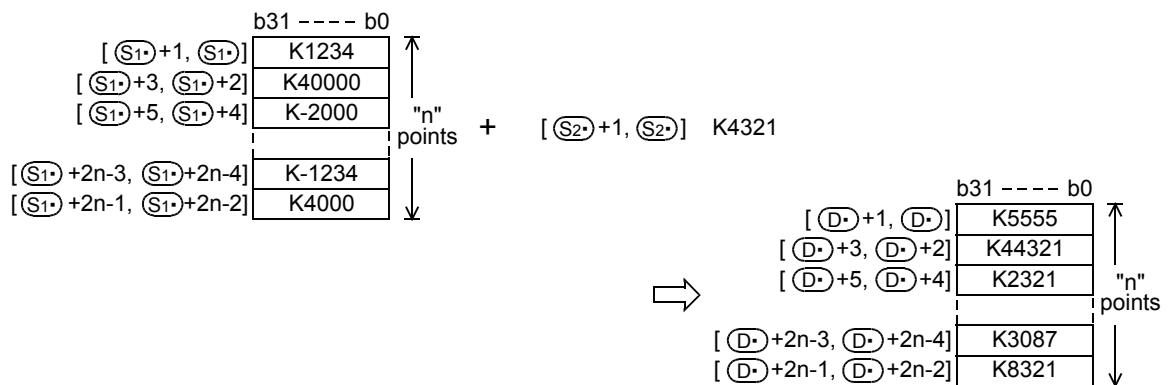 b31 ---- b0
[ S1• +1, S1• ] K1234
[ S1• +3, S1• +2] K40000
[ S1• +5, S1• +4] K-2000
"n"
points
+ [ S2• +1, S2• ] K4321
[ S1• +2n-3, S1• +2n-4] K-1234
[ S1• +2n-1, S1• +2n-2] K4000
b31 ---- b0
[ D• +1, D• ] K5555
[ D• +3, D• +2] K44321
[ D• +5, D• +4] K2321
"n"
points
[ D• +2n-3, D• +2n-4] K3087
[ D• +2n-1, D• +2n-2] K8321